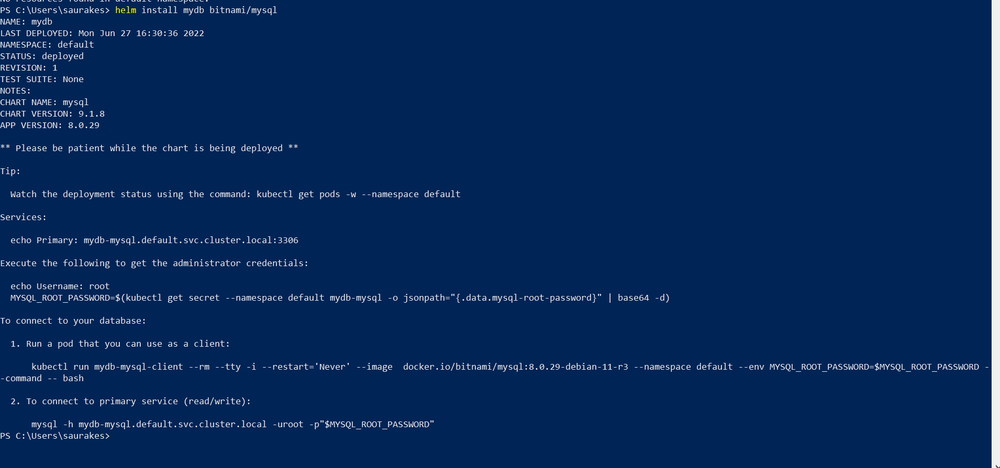 No resources found in default namespace.
PS C:\Users\saurakes> helm install mydb bitnami/mysql
NAME: mydb
LAST DEPLOYED: Mon Jun 27 16:30:36 2022
NAMESPACE: default
STATUS: deployed
REVISION: 1
TEST SUITE: None
NOTES:
CHART NAME: mysql
CHART VERSION: 9.1.8
APP VERSION: 8.0.29
** Please be patient while the chart is being deployed **
Tip:
Watch the deployment status using the command: kubectl get pods -w --namespace default
Services:
echo Primary: mydb-mysql.default.svc.cluster.local:3306
Execute the following to get the administrator credentials:
echo Username: root
MYSQL_ROOT_PASSWORD=$(kubectl get secret --namespace default mydb-mysql -o jsonpath="{.data.mysql-root-password}" | base64 -d)
To connect to your database:
1. Run a pod that you can use as a client:
kubectl run mydb-mysql-client --rm --tty -i --restart='Never' --image  docker.io/bitnami/mysql:8.0.29-debian-11-r3 --namespace default --env MYSQL_ROOT_PASSWORD=$MYSQL_ROOT_PASSWORD -
-command -- bash
2. To connect to primary service (read/write):
mysql -h mydb-mysql.default.svc.cluster.local -uroot -p"$MYSQL_ROOT_PASSWORD"
PS C:\Users\saurakes>